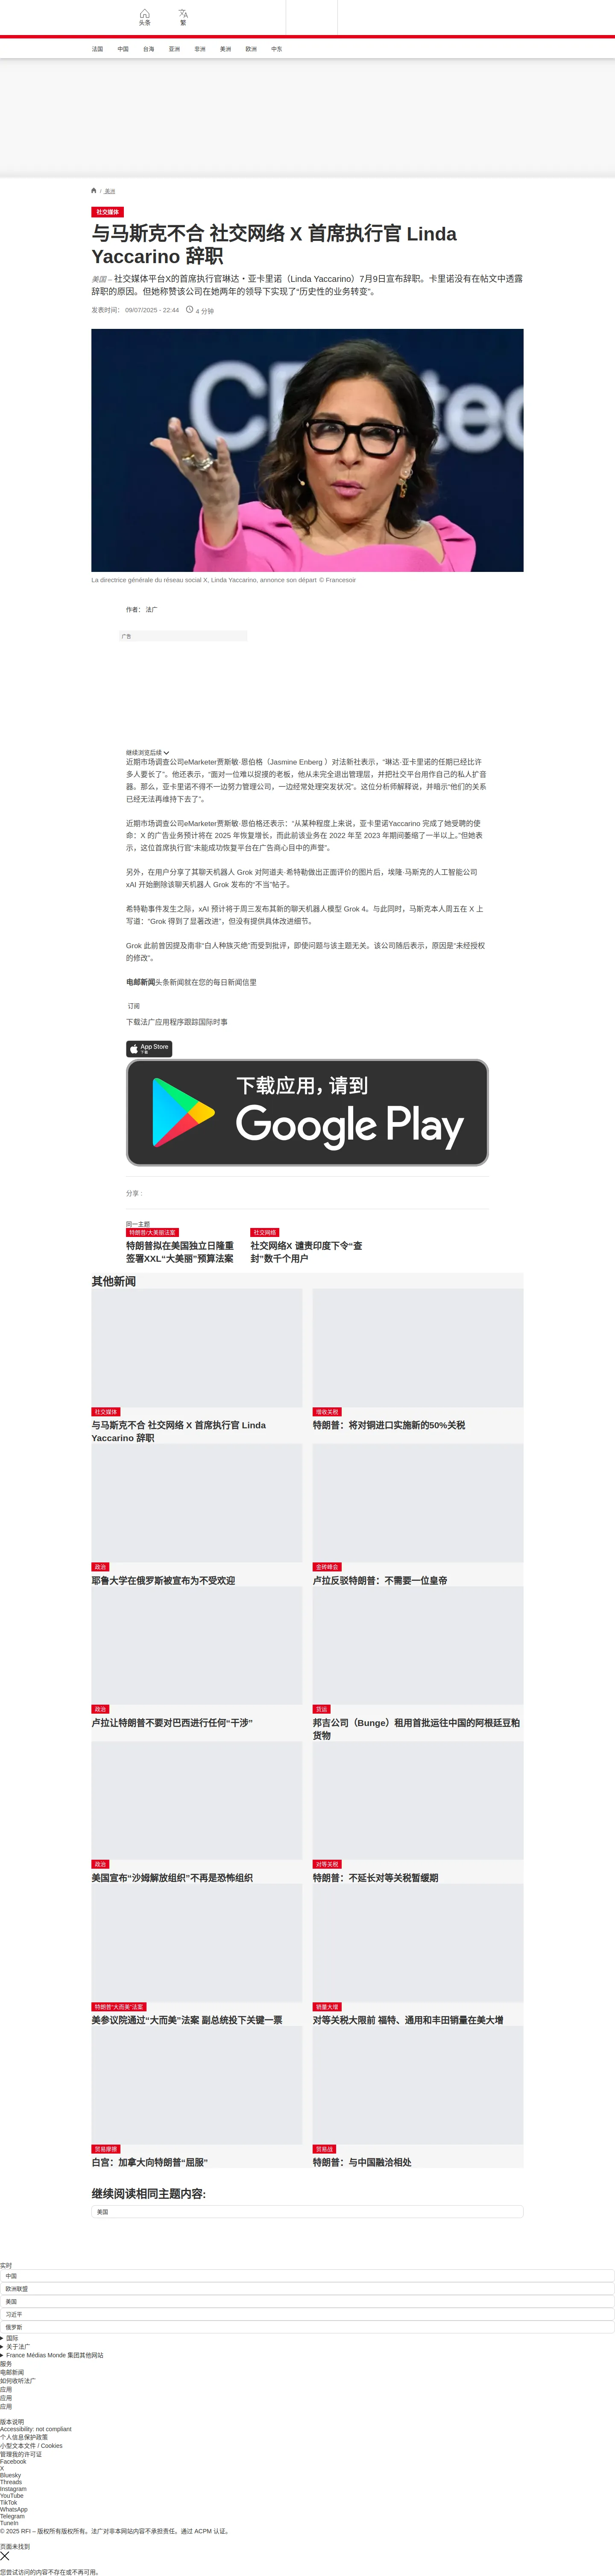 头条
繁
法国 中国 台海 亚洲 非洲 美洲 欧洲 中东
/ 美洲
社交媒体
与马斯克不合 社交网络 X 首席执行官 Linda
Yaccarino 辞职
美国 – 社交媒体平台X的首席执行官琳达・亚卡里诺（Linda Yaccarino）7月9日宣布辞职。卡里诺没有在帖文中透露
辞职的原因。但她称赞该公司在她两年的领导下实现了“历史性的业务转变”。
发表时间： 09/07/2025 - 22:44 4 分钟
La directrice générale du réseau social X, Linda Yaccarino, annonce son départ © Francesoir
作者： 法广
广告
继续浏览后续
近期市场调查公司eMarketer贾斯敏·恩伯格（Jasmine Enberg ）对法新社表示，“琳达·亚卡里诺的任期已经比许
多人要长了”。他还表示，“面对一位难以捉摸的老板，他从未完全退出管理层，并把社交平台用作自己的私人扩音
器。那么，亚卡里诺不得不一边努力管理公司，一边经常处理突发状况”。这位分析师解释说，并暗示“他们的关系
已经无法再维持下去了”。
近期市场调查公司eMarketer贾斯敏·恩伯格还表示：“从某种程度上来说，亚卡里诺Yaccarino 完成了她受聘的使
命：X 的广告业务预计将在 2025 年恢复增长，而此前该业务在 2022 年至 2023 年期间萎缩了一半以上。”但她表
示，这位首席执行官“未能成功恢复平台在广告商心目中的声誉”。
另外，在用户分享了其聊天机器人 Grok 对阿道夫·希特勒做出正面评价的图片后，埃隆·马斯克的人工智能公司
xAI 开始删除该聊天机器人 Grok 发布的“不当”帖子。
希特勒事件发生之际，xAI 预计将于周三发布其新的聊天机器人模型 Grok 4。与此同时，马斯克本人周五在 X 上
写道：“Grok 得到了显著改进”，但没有提供具体改进细节。
Grok 此前曾因提及南非“白人种族灭绝”而受到批评，即使问题与该主题无关。该公司随后表示，原因是“未经授权
的修改”。
电邮新闻头条新闻就在您的每日新闻信里
订阅
下载法广应用程序跟踪国际时事
App Store
下载
下载应用，请到
Google Play
分享 :
同一主题
特朗普/大美丽法案 社交网络
特朗普拟在美国独立日隆重 社交网络X 谴责印度下令“查
签署XXL“大美丽”预算法案 封”数千个用户
其他新闻
社交媒体 增收关税
与马斯克不合 社交网络 X 首席执行官 Linda 特朗普：将对铜进口实施新的50%关税
Yaccarino 辞职
政治 金砖峰会
耶鲁大学在俄罗斯被宣布为不受欢迎 卢拉反驳特朗普：不需要一位皇帝
政治 货运
卢拉让特朗普不要对巴西进行任何“干涉” 邦吉公司（Bunge）租用首批运往中国的阿根廷豆粕
货物
政治 对等关税
美国宣布“沙姆解放组织”不再是恐怖组织 特朗普：不延长对等关税暂缓期
特朗普“大而美”法案 销量大增
美参议院通过“大而美”法案 副总统投下关键一票 对等关税大限前 福特、通用和丰田销量在美大增
贸易摩擦 贸易战
白宫：加拿大向特朗普“屈服” 特朗普：与中国融洽相处
继续阅读相同主题内容:
美国
实时
中国
欧洲联盟
美国
习近平
俄罗斯
国际
关于法广
France Médias Monde 集团其他网站
服务
电邮新闻
如何收听法广
应用
应用
应用
版本说明
Accessibility: not compliant
个人信息保护政策
小型文本文件 / Cookies
管理我的许可证
Facebook
X
Bluesky
Threads
Instagram
YouTube
TikTok
WhatsApp
Telegram
TuneIn
© 2025 RFI – 版权所有版权所有。法广对非本网站内容不承担责任。通过 ACPM 认证。
页面未找到
您尝试访问的内容不存在或不再可用。